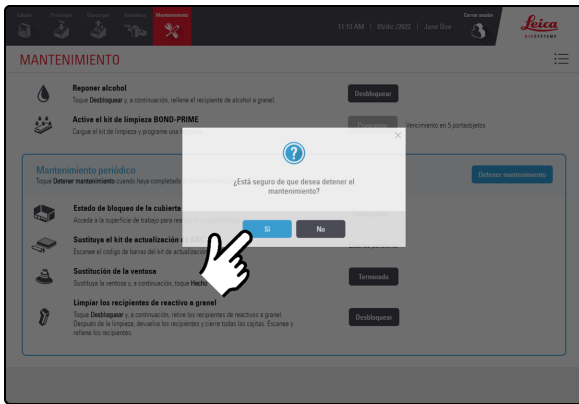 Estado
Precargar
Descargar
Reactivos
Mantenimiento
11:13 AM | 05/dic./2022 | Jane Doe
Cerrar sesión
Leica
BIOSYSTEMS
MANTENIMIENTO
Reponer alcohol
Toque Desbloquear y, a continuación, rellene el recipiente de alcohol a granel.
Desbloquear
Active el kit de limpieza BOND-PRIME
Cargue el kit de limpieza y programe una
Programar
Vencimiento en 5 portaobjetos
¿Está seguro de que desea detener el
mantenimiento?
Sí
No
Mantenimiento periódico
Toque Detener mantenimiento cuando haya completado
Detener mantenimiento
Estado de bloqueo de la cubierta
Acceda a la superficie de trabajo para
Sustituya el kit de actualización
Escanee el código de barras del kit de actualización
Sustitución de la ventosa
Sustituya la ventosa y, a continuación, toque Hecho
Terminado
Limpiar los recipientes de reactivo a granel
Toque Desbloquear y, a continuación, retire los recipientes de reactivos a granel.
Después de la limpieza, devuelva los recipientes y cierre todas las cajitas. Escanee y
rellene los recipientes.
Desbloquear